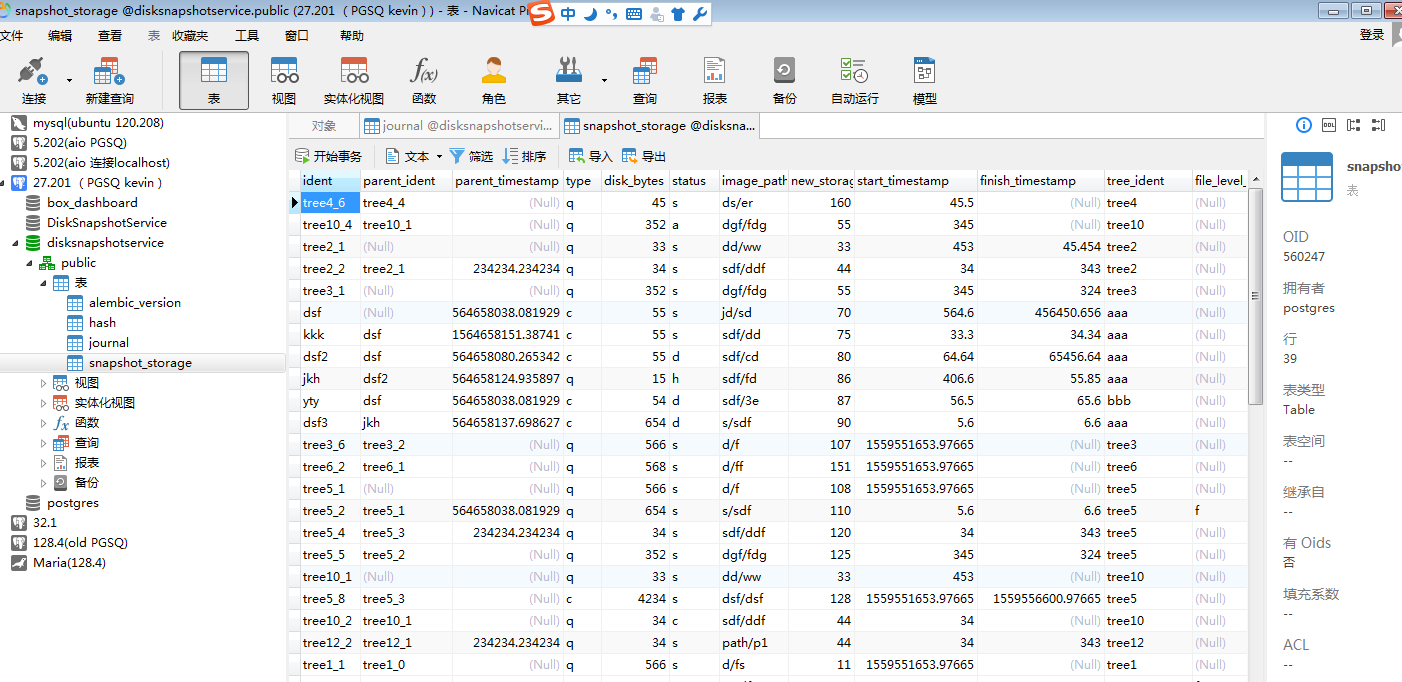 snapshot_storage @disksnapshotservice.public (27.201 （PGSQ kevin ) ) - 表 - Navicat Pr
中
文件 编辑 查看 表 收藏夹 工具 窗口 帮助 登录
连接 新建查询 表 视图 实体化视图 函数 角色 其它 查询 报表 备份 自动运行 模型
mysql(ubuntu 120.208)
5.202(aio PGSQ)
5.202(aio 连接localhost)
27.201 （PGSQ kevin ）
box_dashboard
DiskSnapshotService
disksnapshotservice
public
表
alembic_version
hash
journal
snapshot_storage
视图
实体化视图
函数
查询
报表
备份
postgres
32.1
128.4(old PGSQ)
Maria(128.4)
对象 journal @disksnapshotservi... snapshot_storage @disksna...
开始事务 文本 筛选 排序 导入 导出
ident parent_ident parent_timestamp type disk_bytes status image_path new_storag start_timestamp finish_timestamp tree_ident file_level_
tree4_6 tree4_4 (Null) q 45 s ds/er 160 45.5 (Null) tree4 (Null)
tree10_4 tree10_1 (Null) q 352 a dgf/fdg 55 345 (Null) tree10 (Null)
tree2_1 (Null) (Null) q 33 s dd/ww 33 453 45.454 tree2 (Null)
tree2_2 tree2_1 234234.234234 q 34 s sdf/ddf 44 34 343 tree2 (Null)
tree3_1 (Null) (Null) q 352 s dgf/fdg 55 345 324 tree3 (Null)
dsf (Null) 564658038.081929 c 55 s jd/sd 70 564.6 456450.656 aaa (Null)
kkk dsf 1564658151.38741 c 55 s sdf/dd 75 33.3 34.34 aaa (Null)
dsf2 dsf 564658080.265342 c 55 d sdf/cd 80 64.64 65456.64 aaa (Null)
jkh dsf2 564658124.935897 q 15 h sdf/fd 86 406.6 55.85 aaa (Null)
yty dsf 564658038.081929 c 54 d sdf/3e 87 56.5 65.6 bbb (Null)
dsf3 jkh 564658137.698627 c 654 d s/sdf 90 5.6 6.6 aaa (Null)
tree3_6 tree3_2 (Null) q 566 s d/f 107 1559551653.97665 (Null) tree3 (Null)
tree6_2 tree6_1 (Null) q 568 s d/ff 151 1559551653.97665 (Null) tree6 (Null)
tree5_1 (Null) (Null) q 566 s d/f 108 1559551653.97665 (Null) tree5 (Null)
tree5_2 tree5_1 564658038.081929 q 654 s s/sdf 110 5.6 6.6 tree5 f
tree5_4 tree5_3 234234.234234 q 34 s sdf/ddf 120 34 343 tree5 (Null)
tree5_5 tree5_2 (Null) q 352 s dgf/fdg 125 345 324 tree5 (Null)
tree10_1 (Null) (Null) q 33 s dd/ww 33 453 (Null) tree10 (Null)
tree5_8 tree5_3 (Null) c 4234 s dsf/dsf 128 1559551653.97665 1559556600.97665 tree5 (Null)
tree10_2 tree10_1 (Null) q 34 c sdf/ddf 44 34 (Null) tree10 (Null)
tree12_2 tree12_1 234234.234234 q 34 s path/p1 44 34 343 tree12 (Null)
tree1_1 tree1_0 (Null) q 566 s d/fs 11 1559551653.97665 (Null) tree1 (Null)
DDL
snapsho
表
OID
560247
拥有者
postgres
行
39
表类型
Table
表空间
--
继承自
--
有 Oids
否
填充系数
--
ACL
--